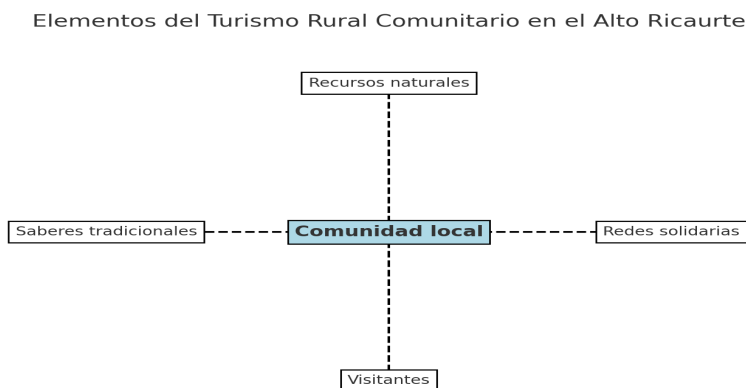 Elementos del Turismo Rural Comunitario en el Alto Ricaurte
Recursos naturales
Saberes tradicionales
Comunidad local
Redes solidarias
Visitantes